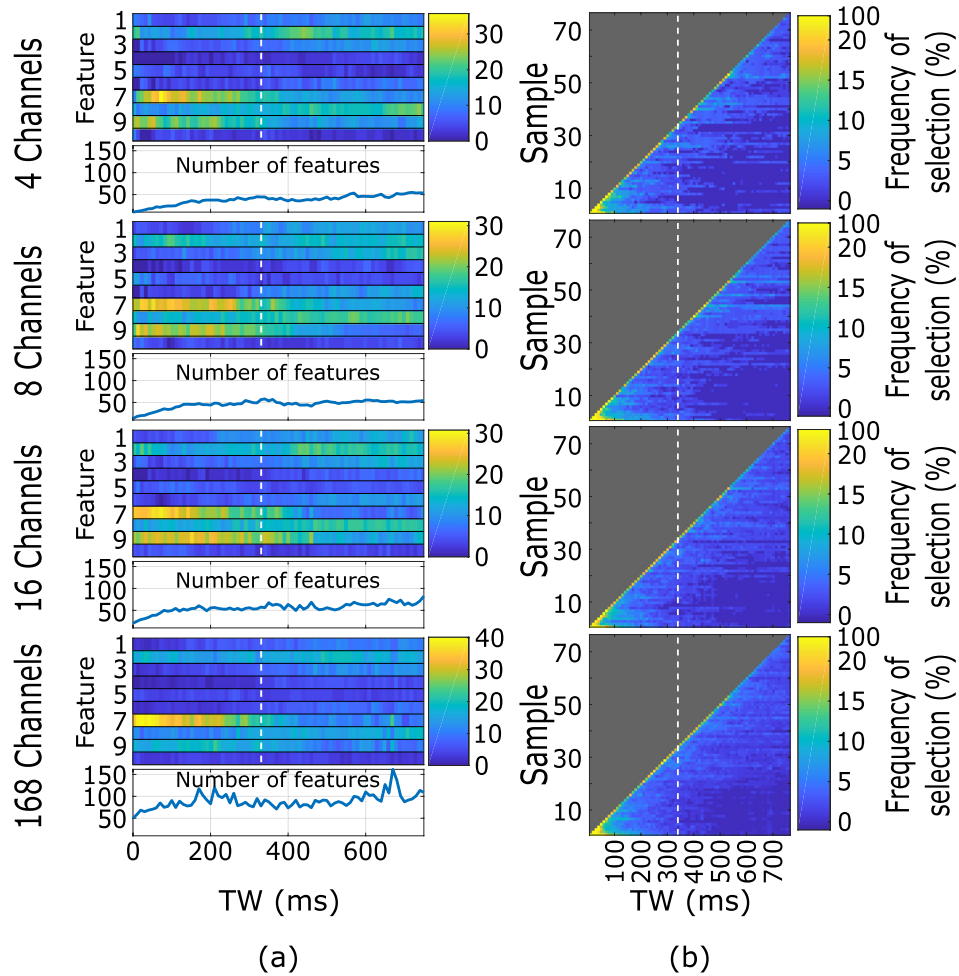 4 Channels
Feature
1
3
5
7
9
30
20
10
0
Number of features
150
100
50
8 Channels
Feature
1
3
5
7
9
30
20
10
0
Number of features
150
100
50
16 Channels
Feature
1
3
5
7
9
30
20
10
0
Number of features
150
100
50
168 Channels
Feature
1
3
5
7
9
40
30
20
10
0
Number of features
150
100
50
0 200 400 600
TW (ms)
(a)
Sample
70
50
30
10
100
20
15
10
5
0
Frequency of
selection (%)
Sample
70
50
30
10
100
20
15
10
5
0
Frequency of
selection (%)
Sample
70
50
30
10
100
20
15
10
5
0
Frequency of
selection (%)
Sample
70
50
30
10
100
20
15
10
5
0
Frequency of
selection (%)
100 200 300 400 500 600 700
TW (ms)
(b)